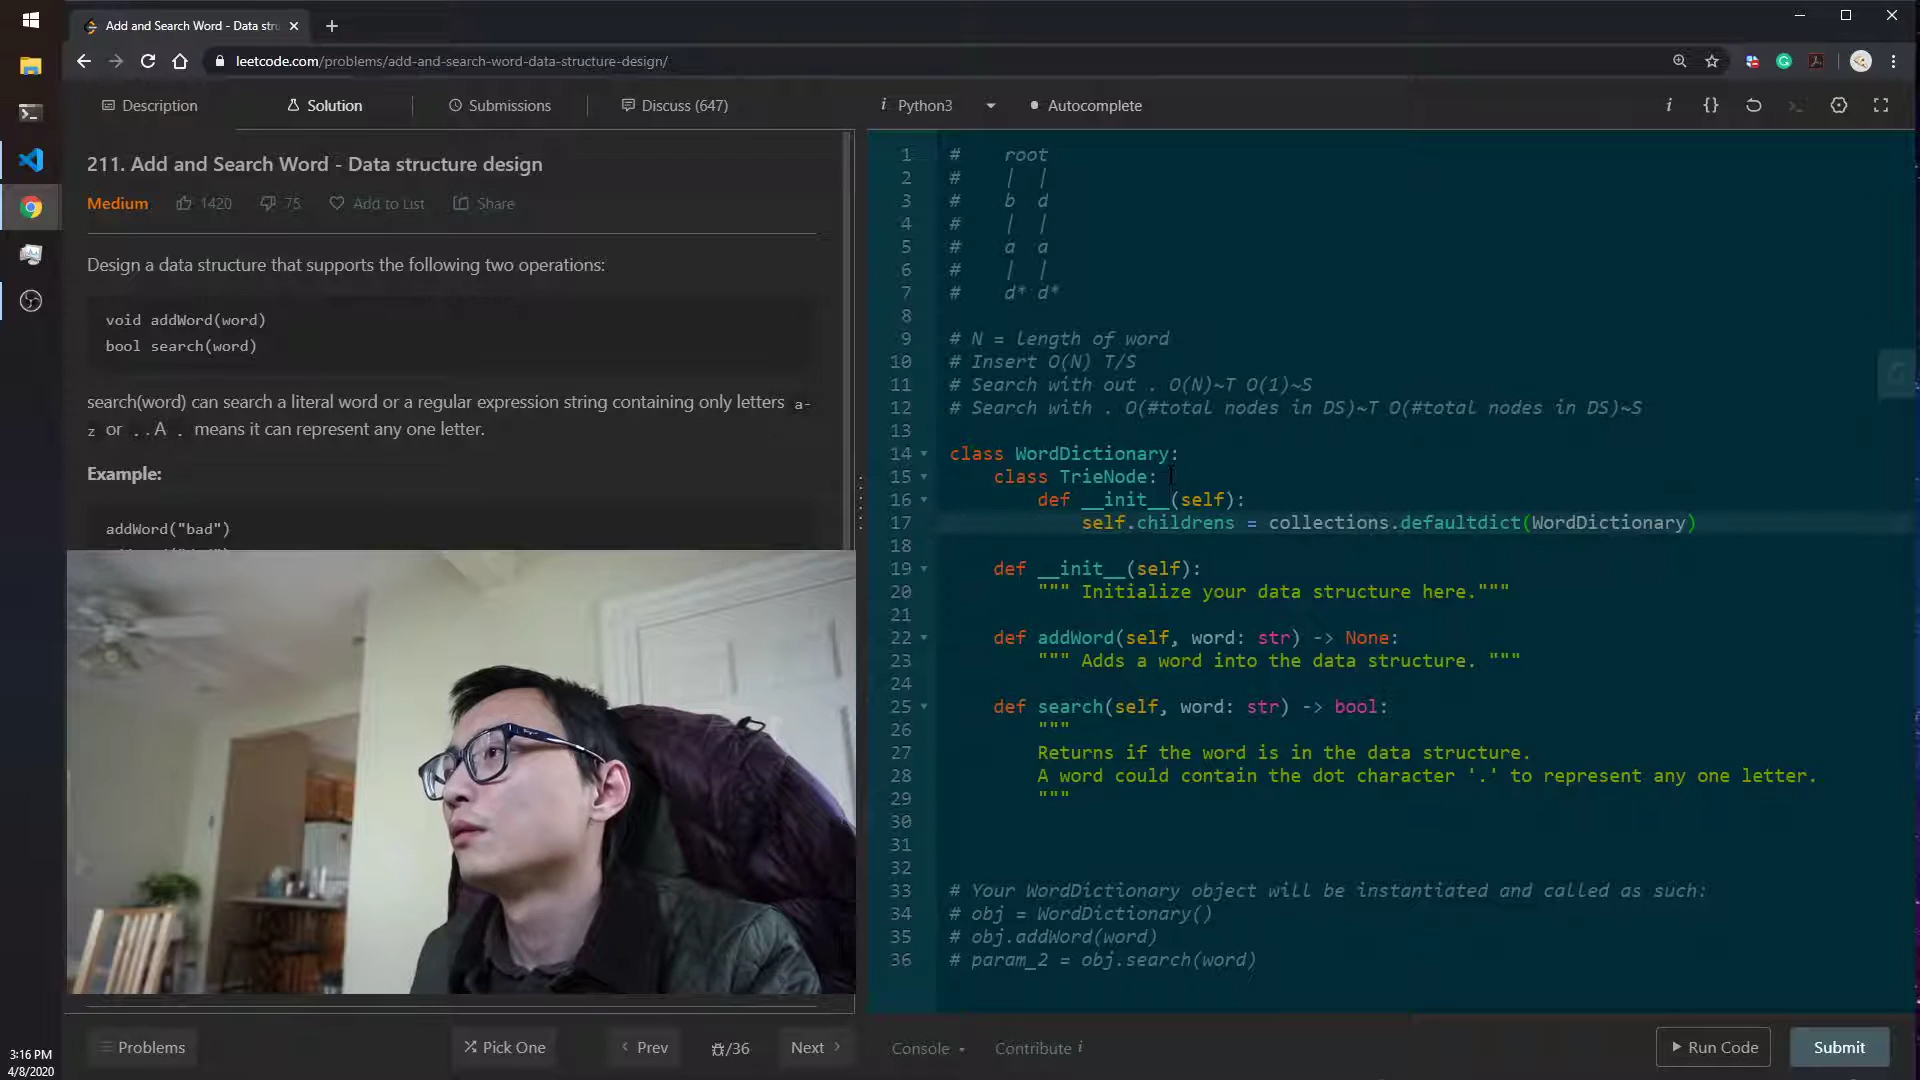 Add and Search Word - Data stru
leetcode.com/problems/add-and-search-word-data-structure-design/
Description
Solution
Submissions
Discuss (647)
i Python3
Autocomplete
i {}
211. Add and Search Word - Data structure design
Medium 1420 75 Add to List Share
Design a data structure that supports the following two operations:
void addWord(word)
bool search(word)
search(word) can search a literal word or a regular expression string containing only letters a-
z or . . A . means it can represent any one letter.
Example:
addWord("bad")
1 # root
2 # | |
3 # b d
4 # | |
5 # a a
6 # | |
7 # d* d*
8
9 # N = length of word
10 # Insert O(N) T/S
11 # Search with out . O(N)~T O(1)~S
12 # Search with . O(#total nodes in DS)~T O(#total nodes in DS)~S
13
14 class WordDictionary:
15 class TrieNode:
16 def __init__(self):
17 self.childrens = collections.defaultdict(WordDictionary)
18
19 def __init__(self):
20 """ Initialize your data structure here."""
21
22 def addWord(self, word: str) -> None:
23 """ Adds a word into the data structure. """
24
25 def search(self, word: str) -> bool:
26 """
27 Returns if the word is in the data structure.
28 A word could contain the dot character '.' to represent any one letter.
29 """
30
31
32
33 # Your WordDictionary object will be instantiated and called as such:
34 # obj = WordDictionary()
35 # obj.addWord(word)
36 # param_2 = obj.search(word)
Problems
Pick One
Prev
/36
Next
Console
Contribute i
Run Code
Submit
3:16 PM
4/8/2020